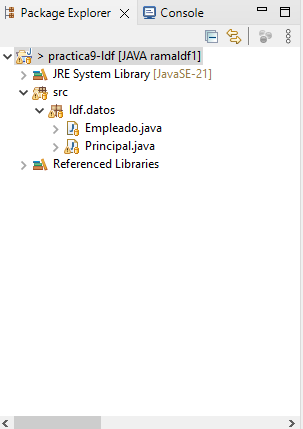 Package Explorer Console
> practica9-ldf [JAVA ramaldf1]
JRE System Library [JavaSE-21]
src
ldf.datos
Empleado.java
Principal.java
Referenced Libraries